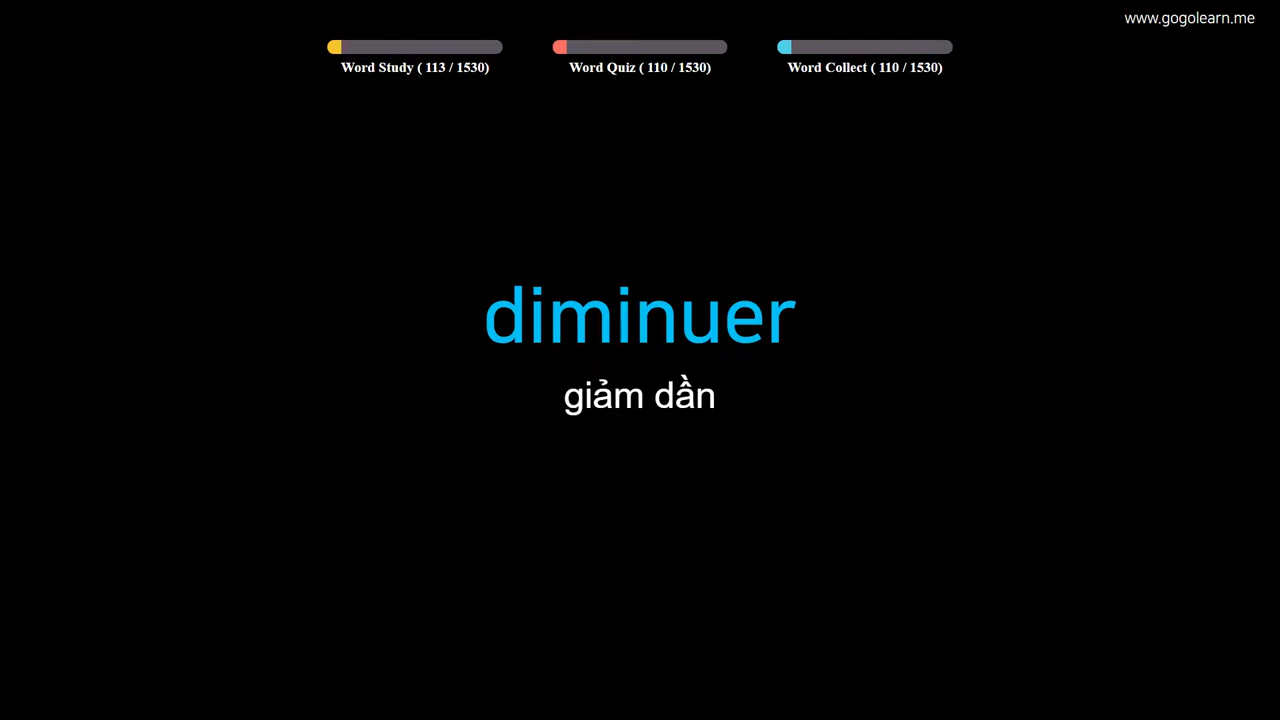 www.gogolearn.me
Word Study ( 113 / 1530)
Word Quiz ( 110 / 1530)
Word Collect ( 110 / 1530)
diminuer
giảm dần